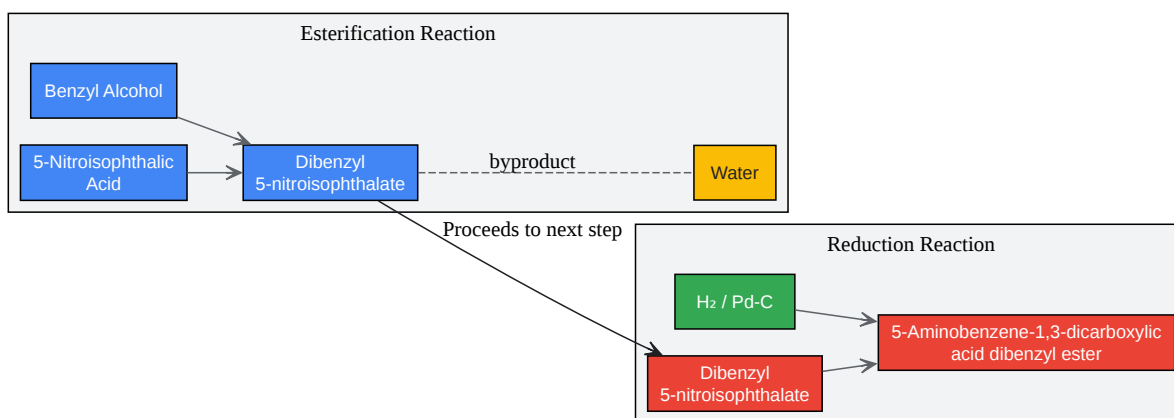 Esterification Reaction
Benzyl Alcohol
5-Nitroisophthalic
Acid
Dibenzyl
5-nitroisophthalate
byproduct
Water
Proceeds to next step
Reduction Reaction
H₂ / Pd-C
5-Aminobenzene-1,3-dicarboxylic
acid dibenzyl ester
Dibenzyl
5-nitroisophthalate